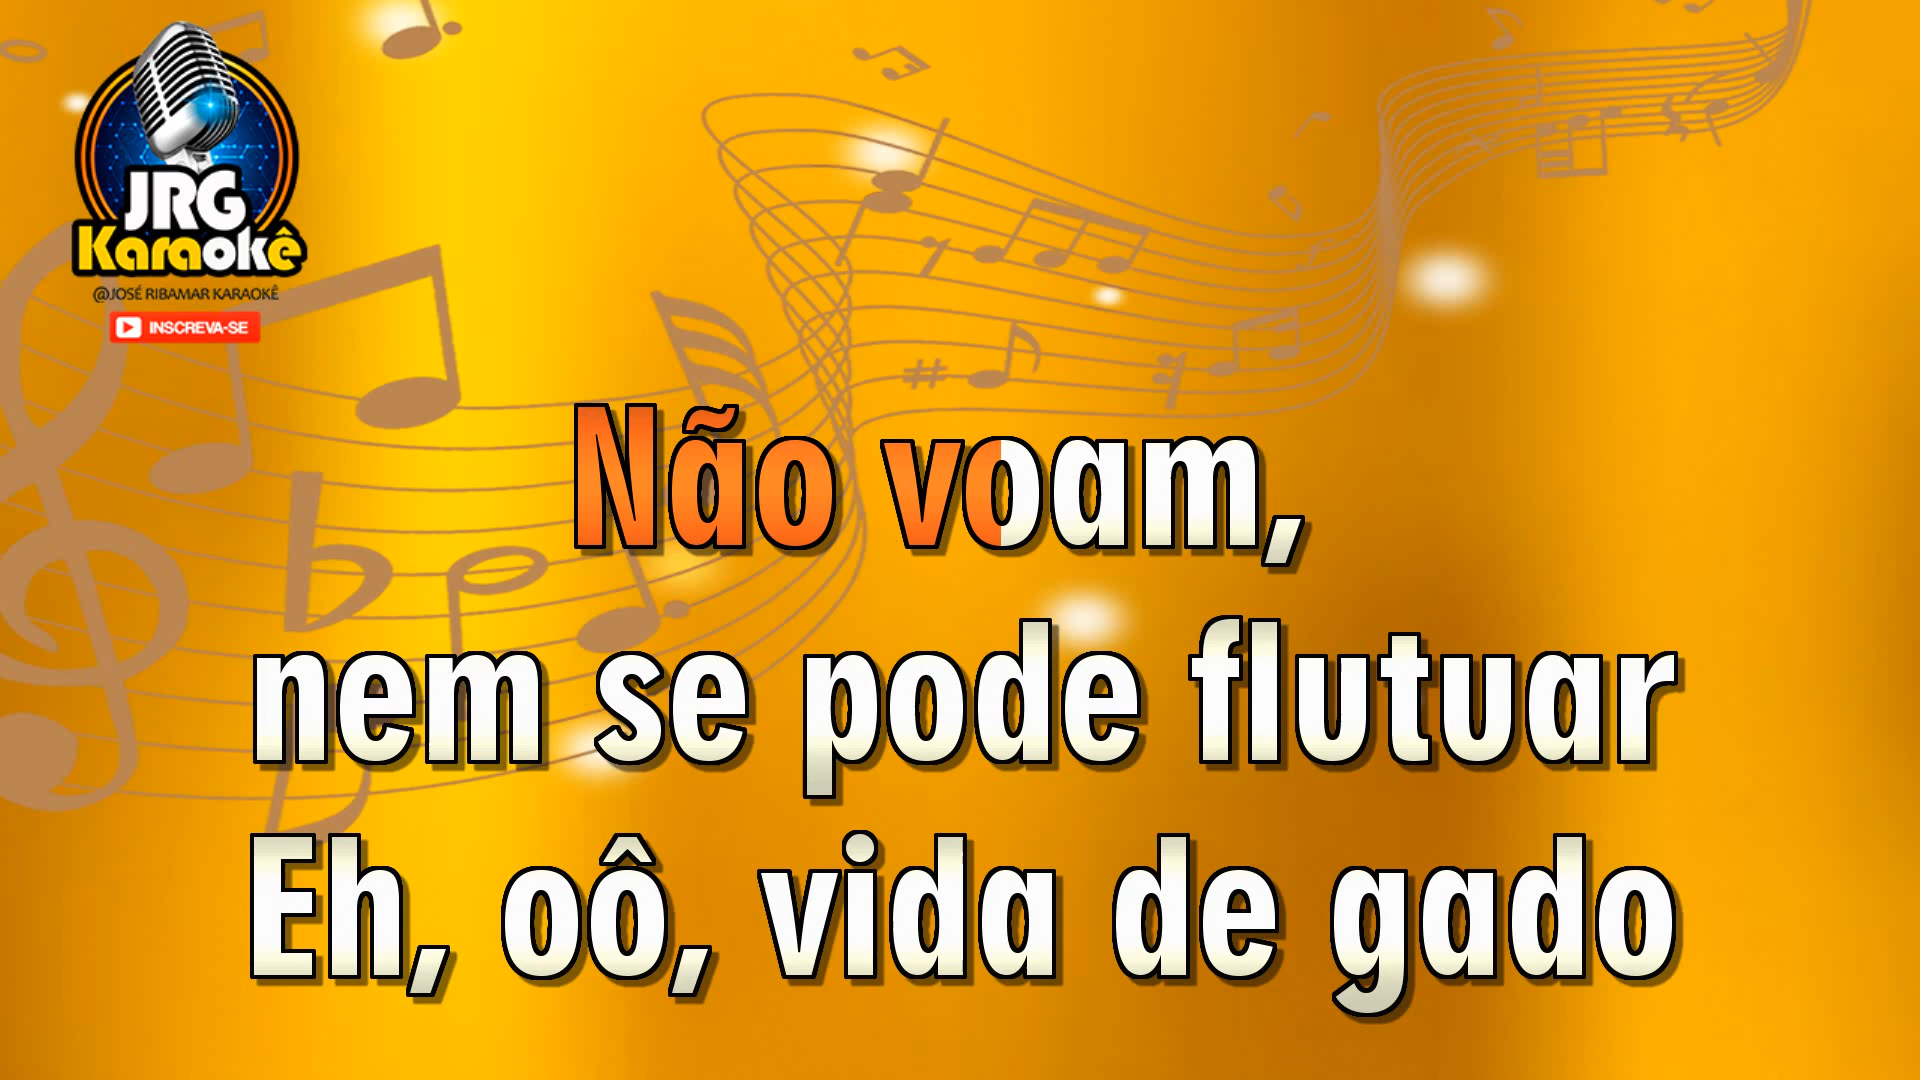 JRG
Karaokê
@JOSÉ RIBAMAR KARAOKÊ
INSCREVA-SE
Não voam,
nem se pode flutuar
Eh, oô, vida de gado